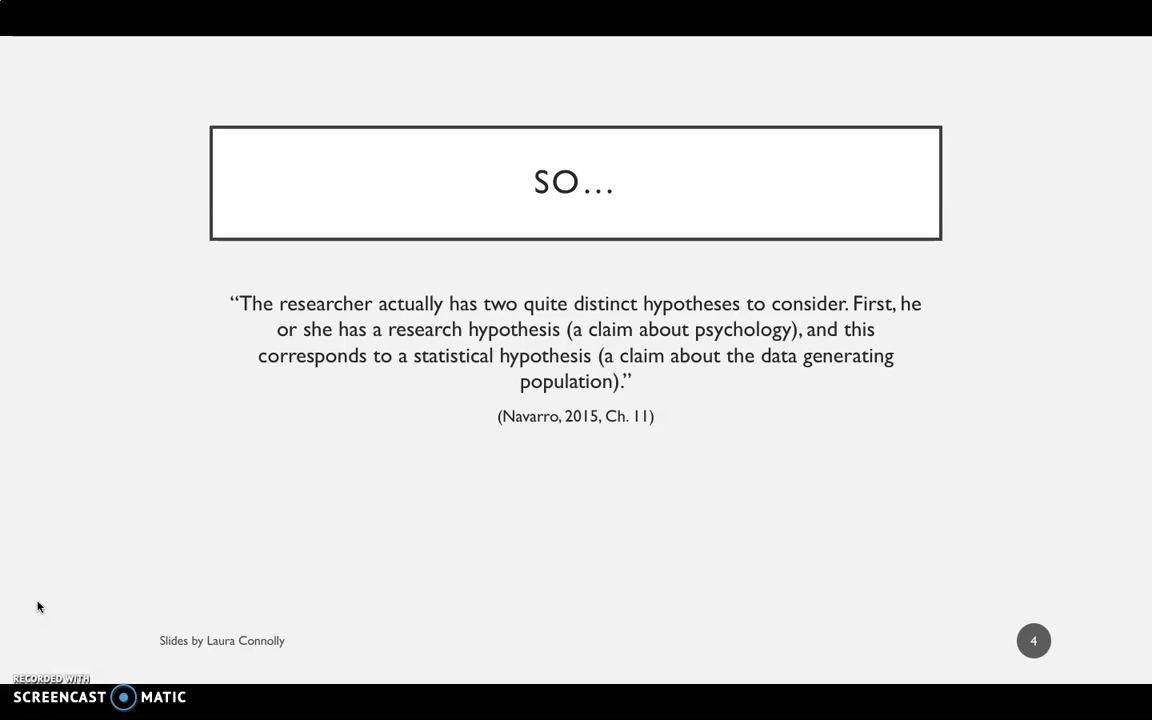 SO…
“The researcher actually has two quite distinct hypotheses to consider. First, he
or she has a research hypothesis (a claim about psychology), and this
corresponds to a statistical hypothesis (a claim about the data generating
population).”
(Navarro, 2015, Ch. 11)
Slides by Laura Connolly
4
RECORDED WITH
SCREENCAST MATIC